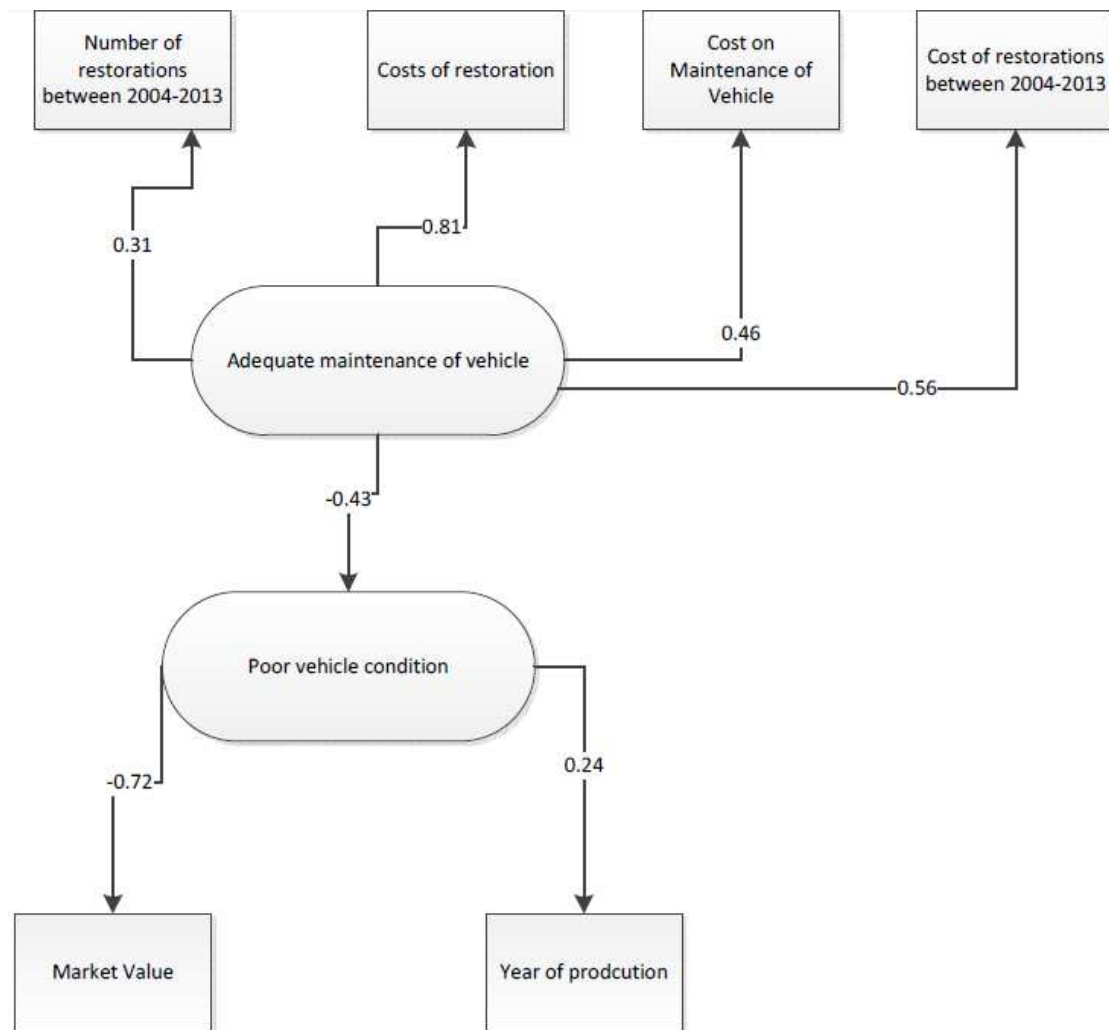 Number of
restorations
between 2004-2013
Costs of restoration
Cost on
Maintenance of
Vehicle
Cost of restorations
between 2004-2013
0.31
0.81
0.46
0.56
Adequate maintenance of vehicle
-0.43
Poor vehicle condition
-0.72
0.24
Market Value
Year of prodcution